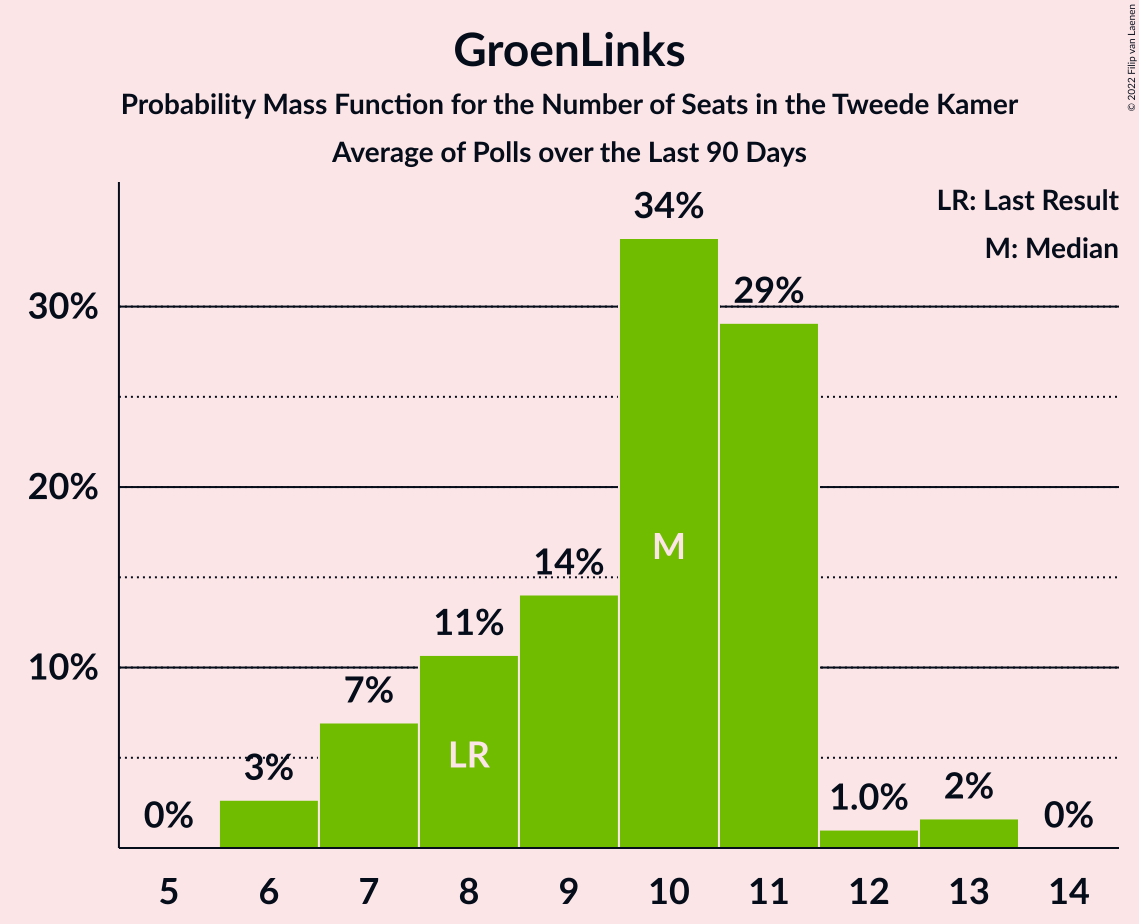 GroenLinks
Probability Mass Function for the Number of Seats in the Tweede Kamer
Average of Polls over the Last 90 Days
© 2022 Filip van Laenen
LR: Last Result
M: Median
30%
20%
10%
0%
3%
7%
11%
14%
34%
29%
1.0%
2%
0%
LR
M
5 6 7 8 9 10 11 12 13 14